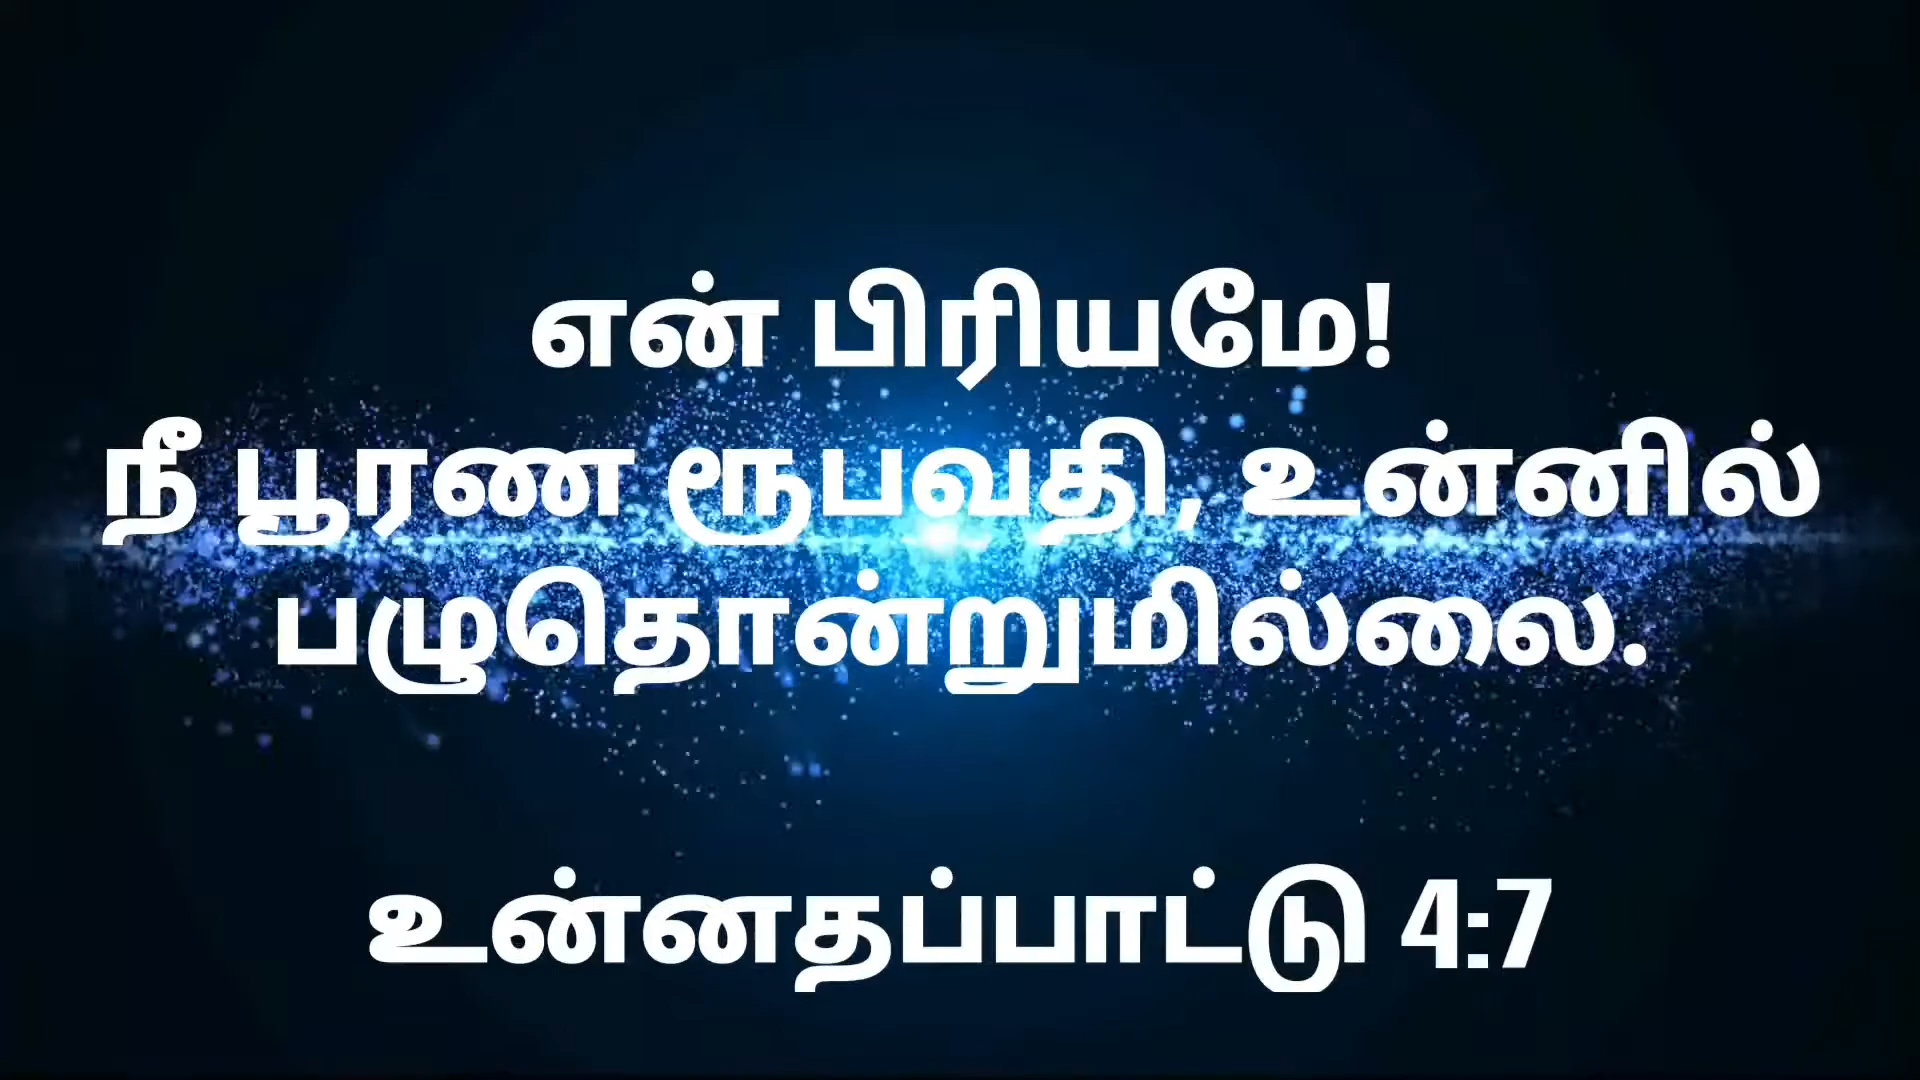 என் பிரியமே!
நீ பூரண ரூபவதி, உன்னில்
பழுதொன்றுமில்லை.
உன்னதப்பாட்டு 4:7